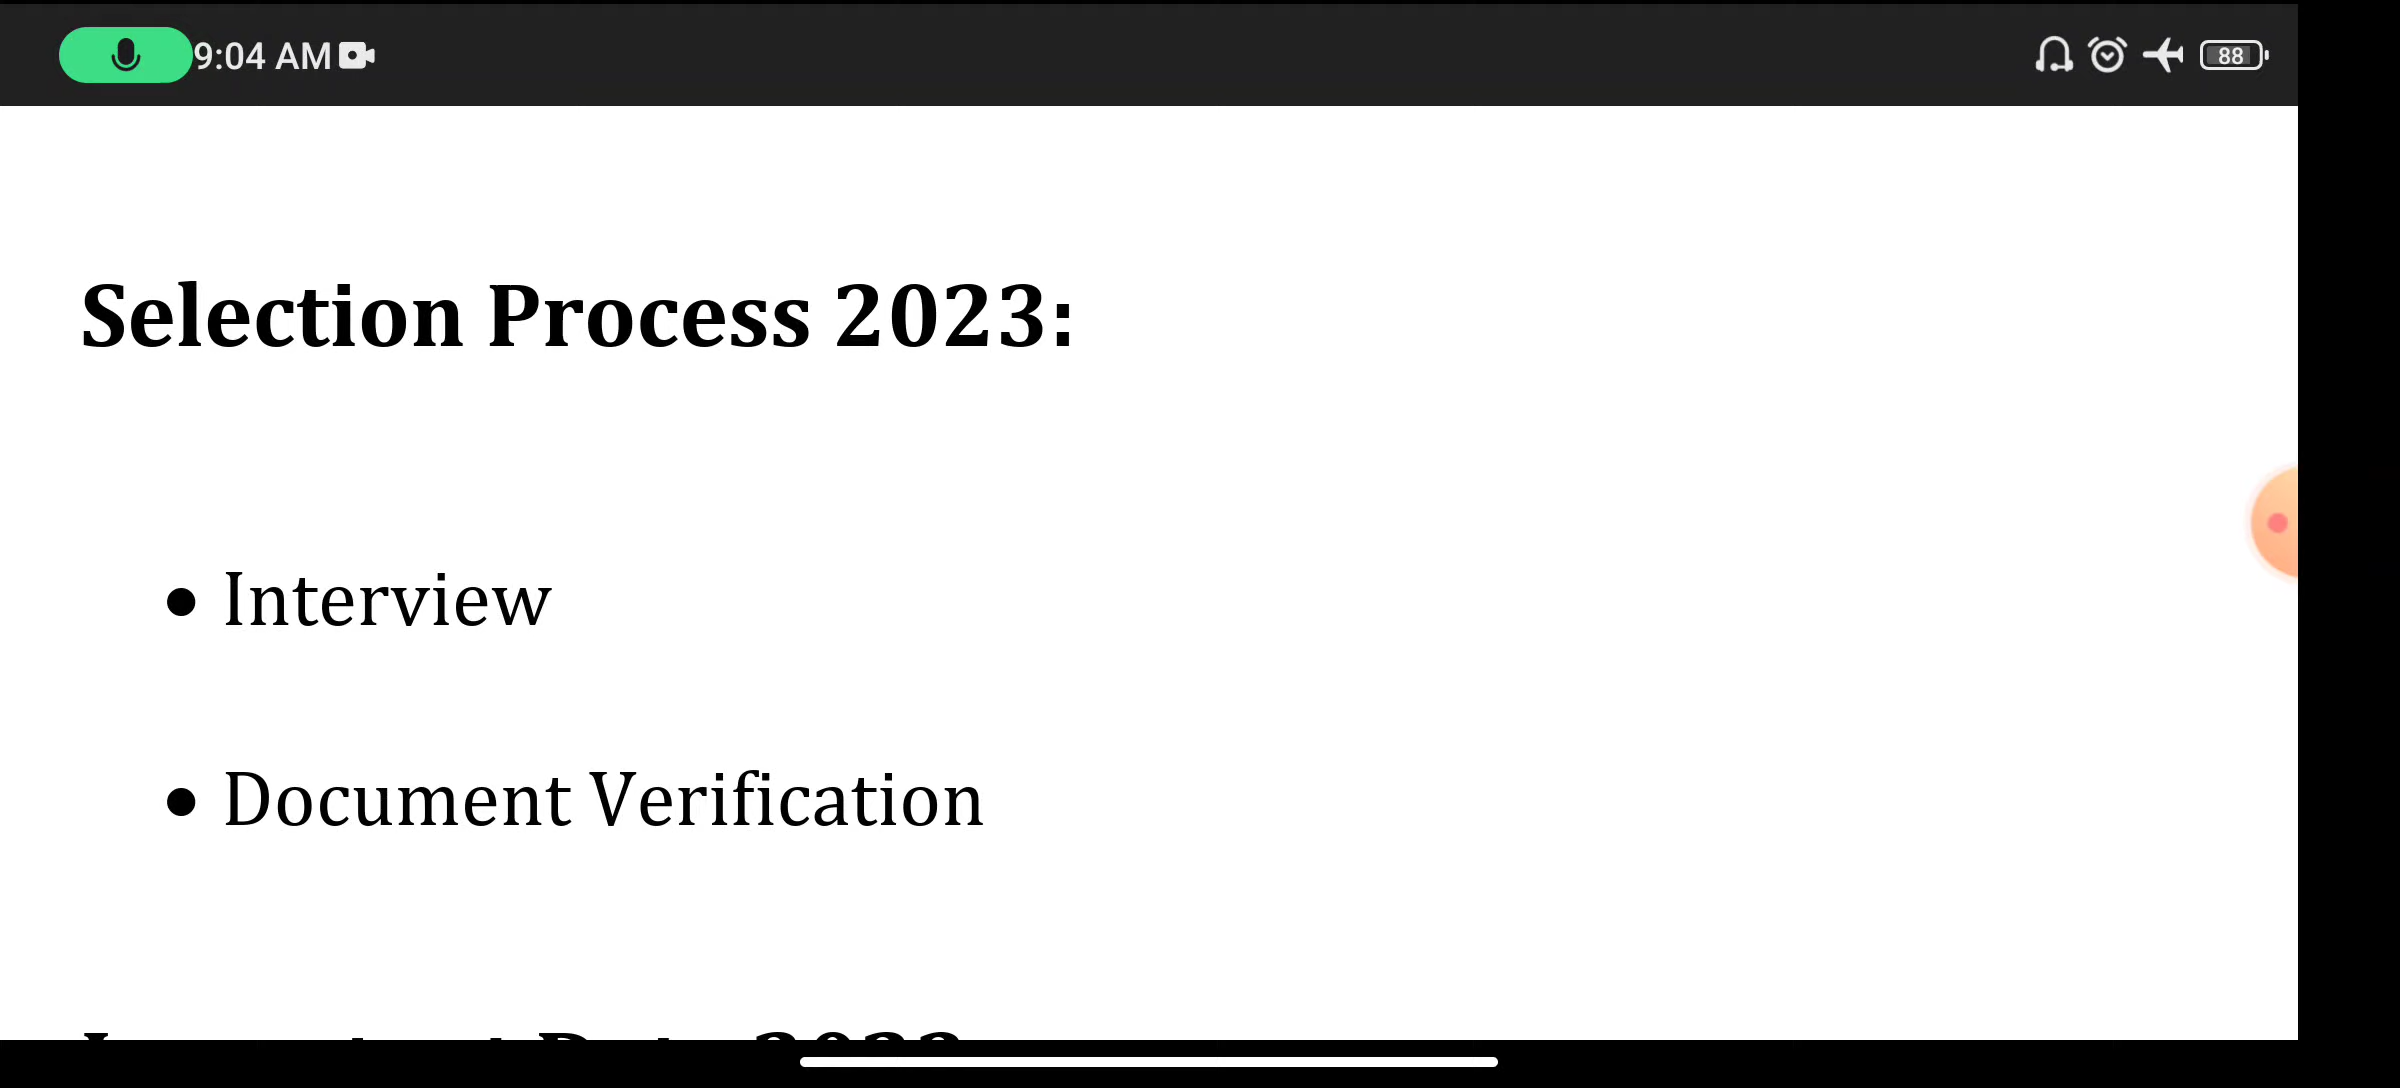 9:04 AM
88
Selection Process 2023:
• Interview
• Document Verification